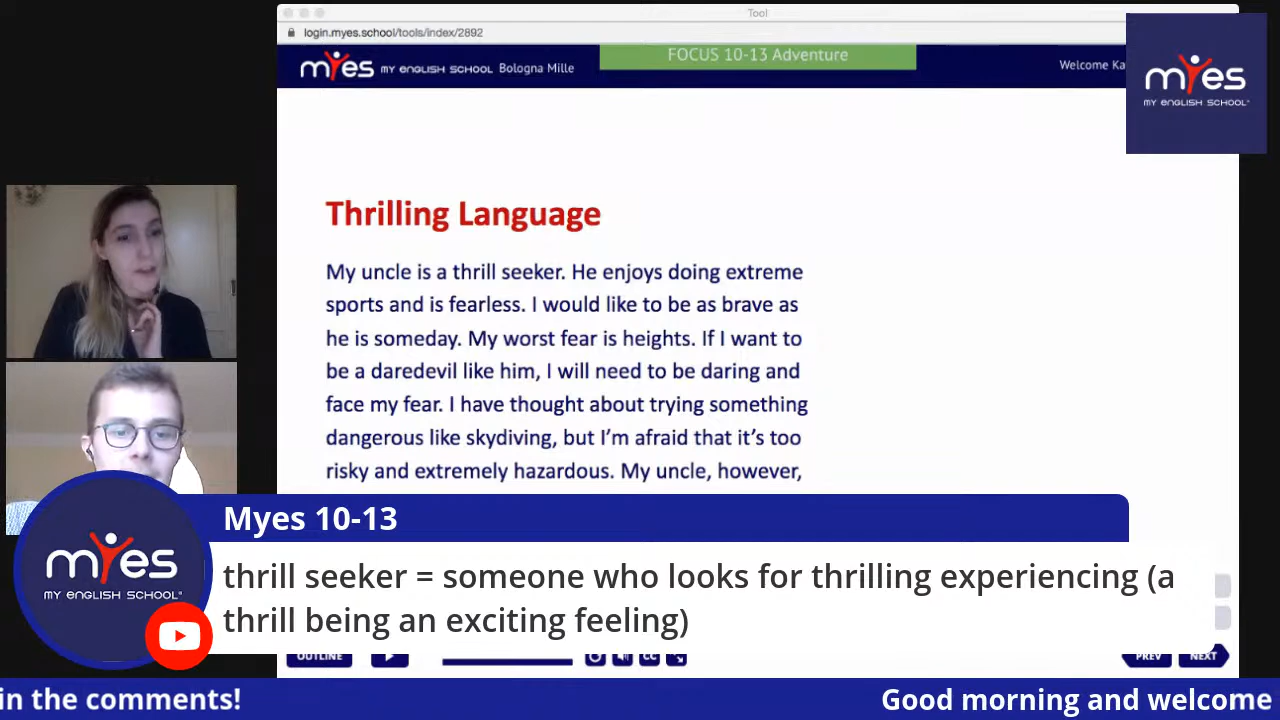 Tool
login.myes.school/tools/index/2892
myes MY ENGLISH SCHOOL Bologna Mille
FOCUS 10-13 Adventure
Welcome Ka
myes
MY ENGLISH SCHOOL
Thrilling Language
My uncle is a thrill seeker. He enjoys doing extreme
sports and is fearless. I would like to be as brave as
he is someday. My worst fear is heights. If I want to
be a daredevil like him, I will need to be daring and
face my fear. I have thought about trying something
dangerous like skydiving, but I'm afraid that it's too
risky and extremely hazardous. My uncle, however,
Myes 10-13
myes
MY ENGLISH SCHOOL
thrill seeker = someone who looks for thrilling experiencing (a
thrill being an exciting feeling)
OUTLINE
CC
PREV
NEXT
in the comments!
Good morning and welcome